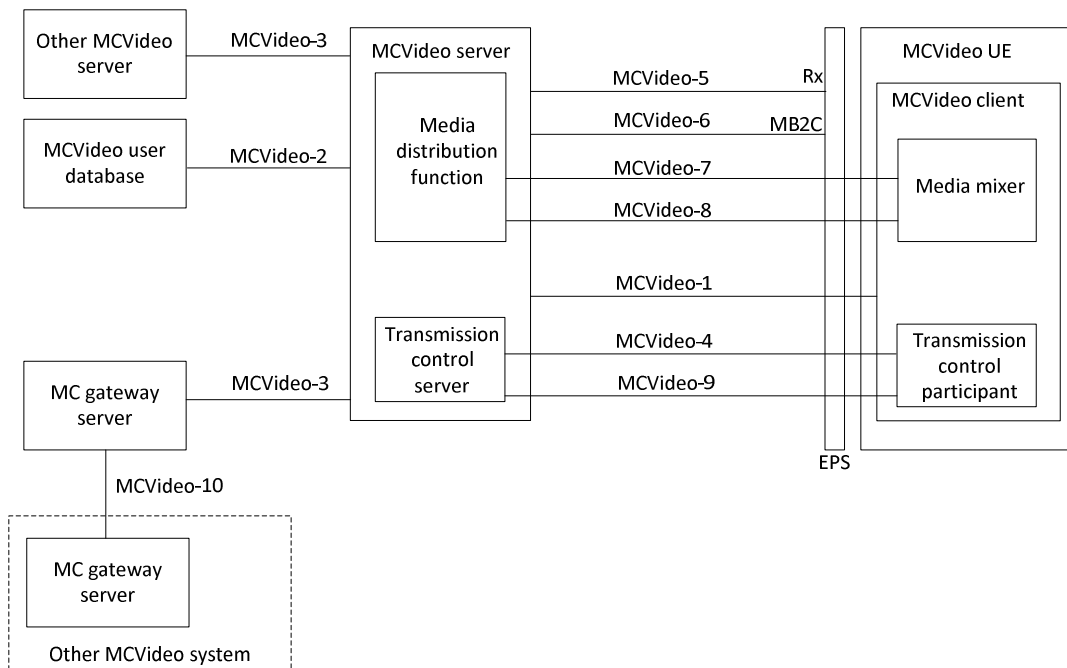 Other MCVideo
server
MCVideo-3
MCVideo server
MCVideo UE
MCVideo-5
Rx
MCVideo client
MCVideo-6
MB2C
Media
distribution
function
MCVideo user
database
MCVideo-2
MCVideo-7
Media mixer
MCVideo-8
MCVideo-1
Transmission
control
server
MCVideo-4
Transmission
control
participant
MCVideo-9
MC gateway
server
MCVideo-3
EPS
MCVideo-10
MC gateway
server
Other MCVideo system